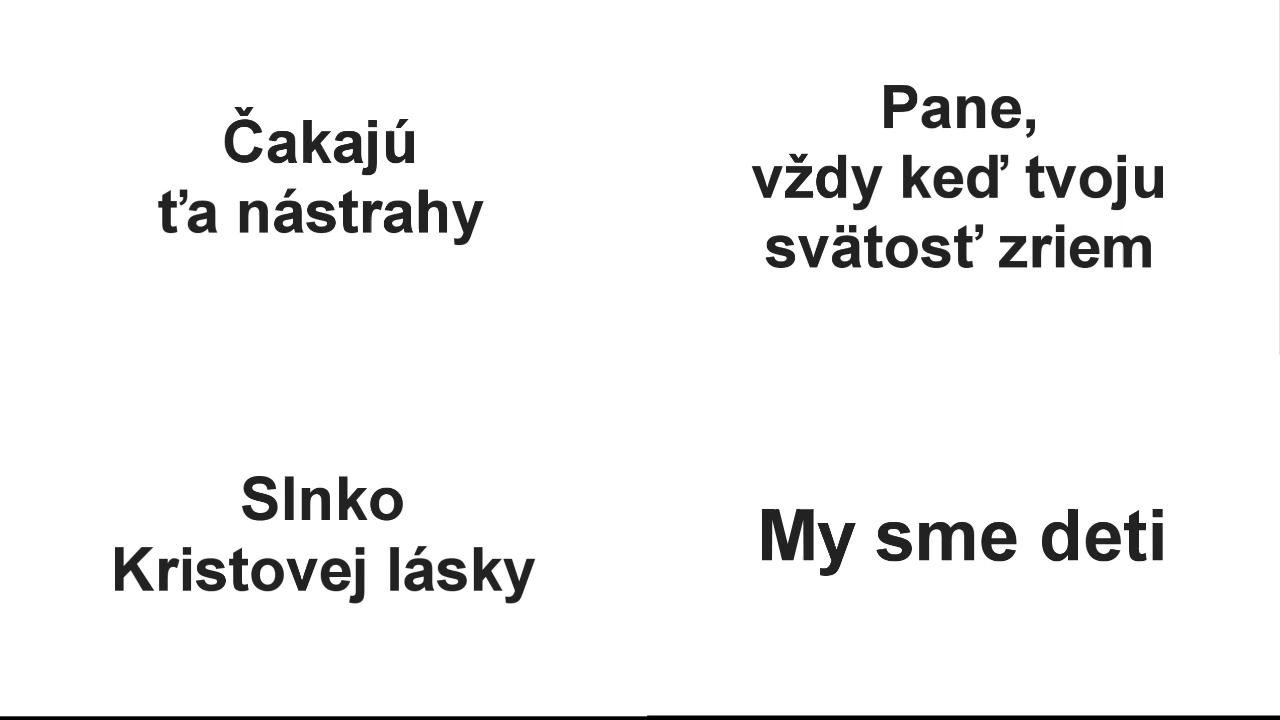 Čakajú
ťa nástrahy
Pane,
vždy keď tvoju
svätosť zriem
Slnko
Kristovej lásky
My sme deti